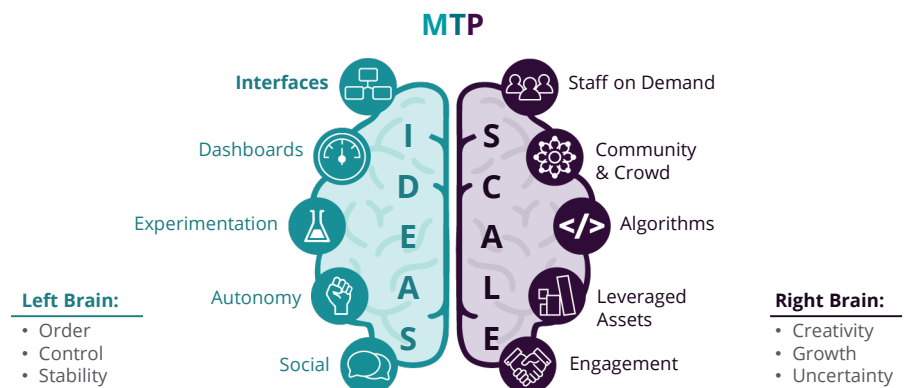 MTP
Interfaces
Dashboards
Experimentation
Autonomy
Social
I
D
E
A
S
S
C
A
L
E
Staff on Demand
Community
& Crowd
</>
Algorithms
Leveraged
Assets
Engagement
Left Brain:
• Order
• Control
• Stability
Right Brain:
• Creativity
• Growth
• Uncertainty